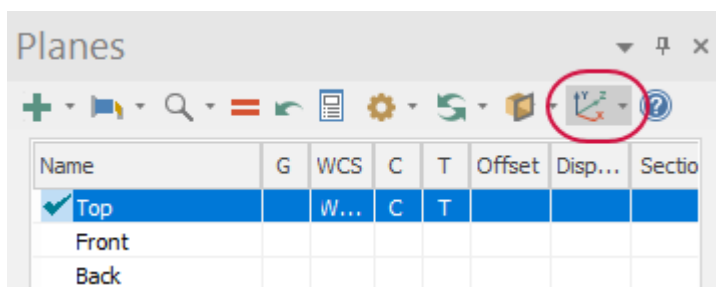 Planes
Y Z X
Name G WCS C T Offset Disp... Sectio
Top W... C T
Front
Back